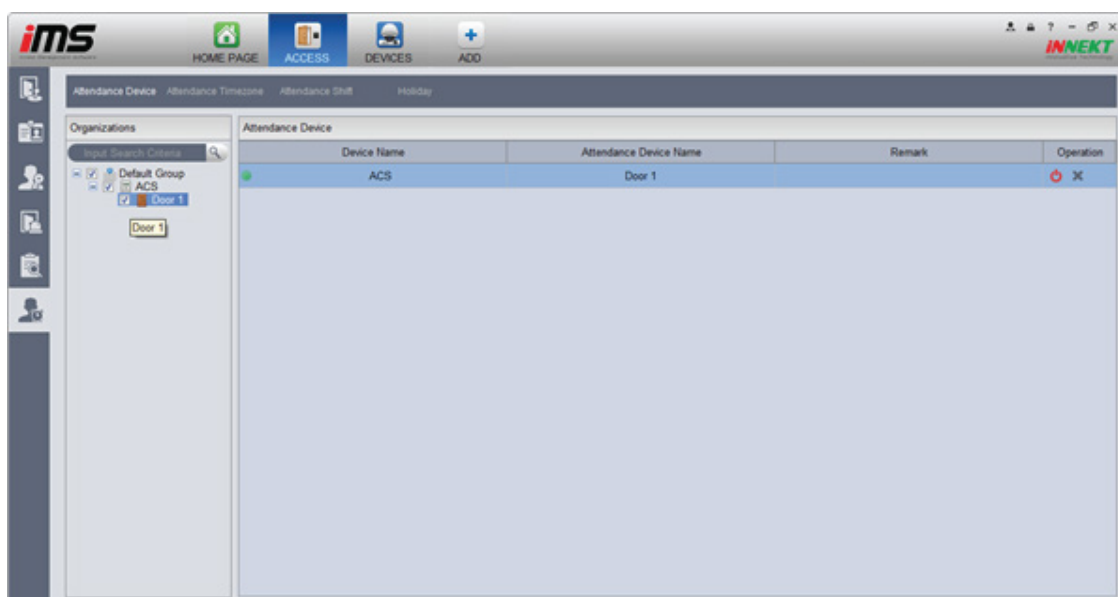 iMS
HOME PAGE ACCESS DEVICES ADD
? - x
iNNEKT
Attendance Device Attendance Timezone Attendance Shift Holiday
Organizations Attendance Device
Input Search Criteria Device Name Attendance Device Name Remark Operation
Default Group ACS Door 1
ACS
Door 1
Door 1